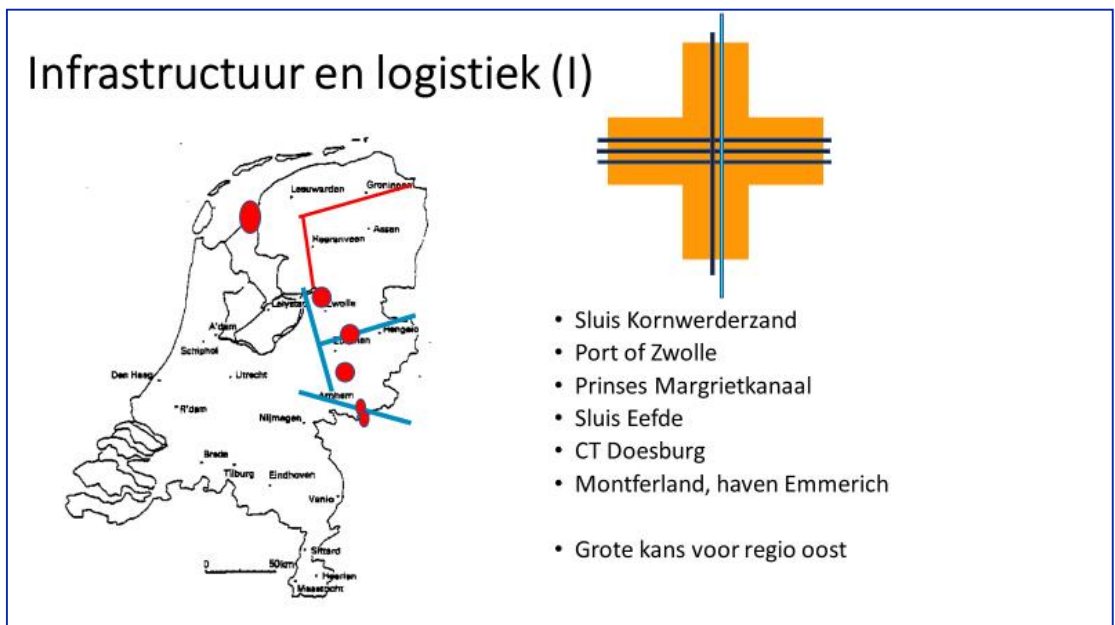 Infrastructuur en logistiek (I)
Leeuwarden
Groningen
Assen
Heerenveen
Lelystad
Zwolle
A'dam
Hengelo
Schiphol
Den Haag
Utrecht
Arnhem
R'dam
Nijmegen
Breda
Tilburg
Eindhoven
Venlo
Sittard
0
50km
Heerlen
Maastricht
• Sluis Kornwerderzand
• Port of Zwolle
• Prinses Margrietkanaal
• Sluis Eefde
• CT Doesburg
• Montferland, haven Emmerich
• Grote kans voor regio oost